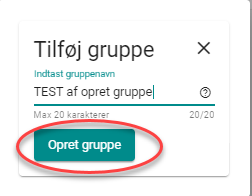 Tilføj gruppe
Indtast gruppenavn
TEST af opret gruppe
Max 20 karakterer 20/20
Opret gruppe